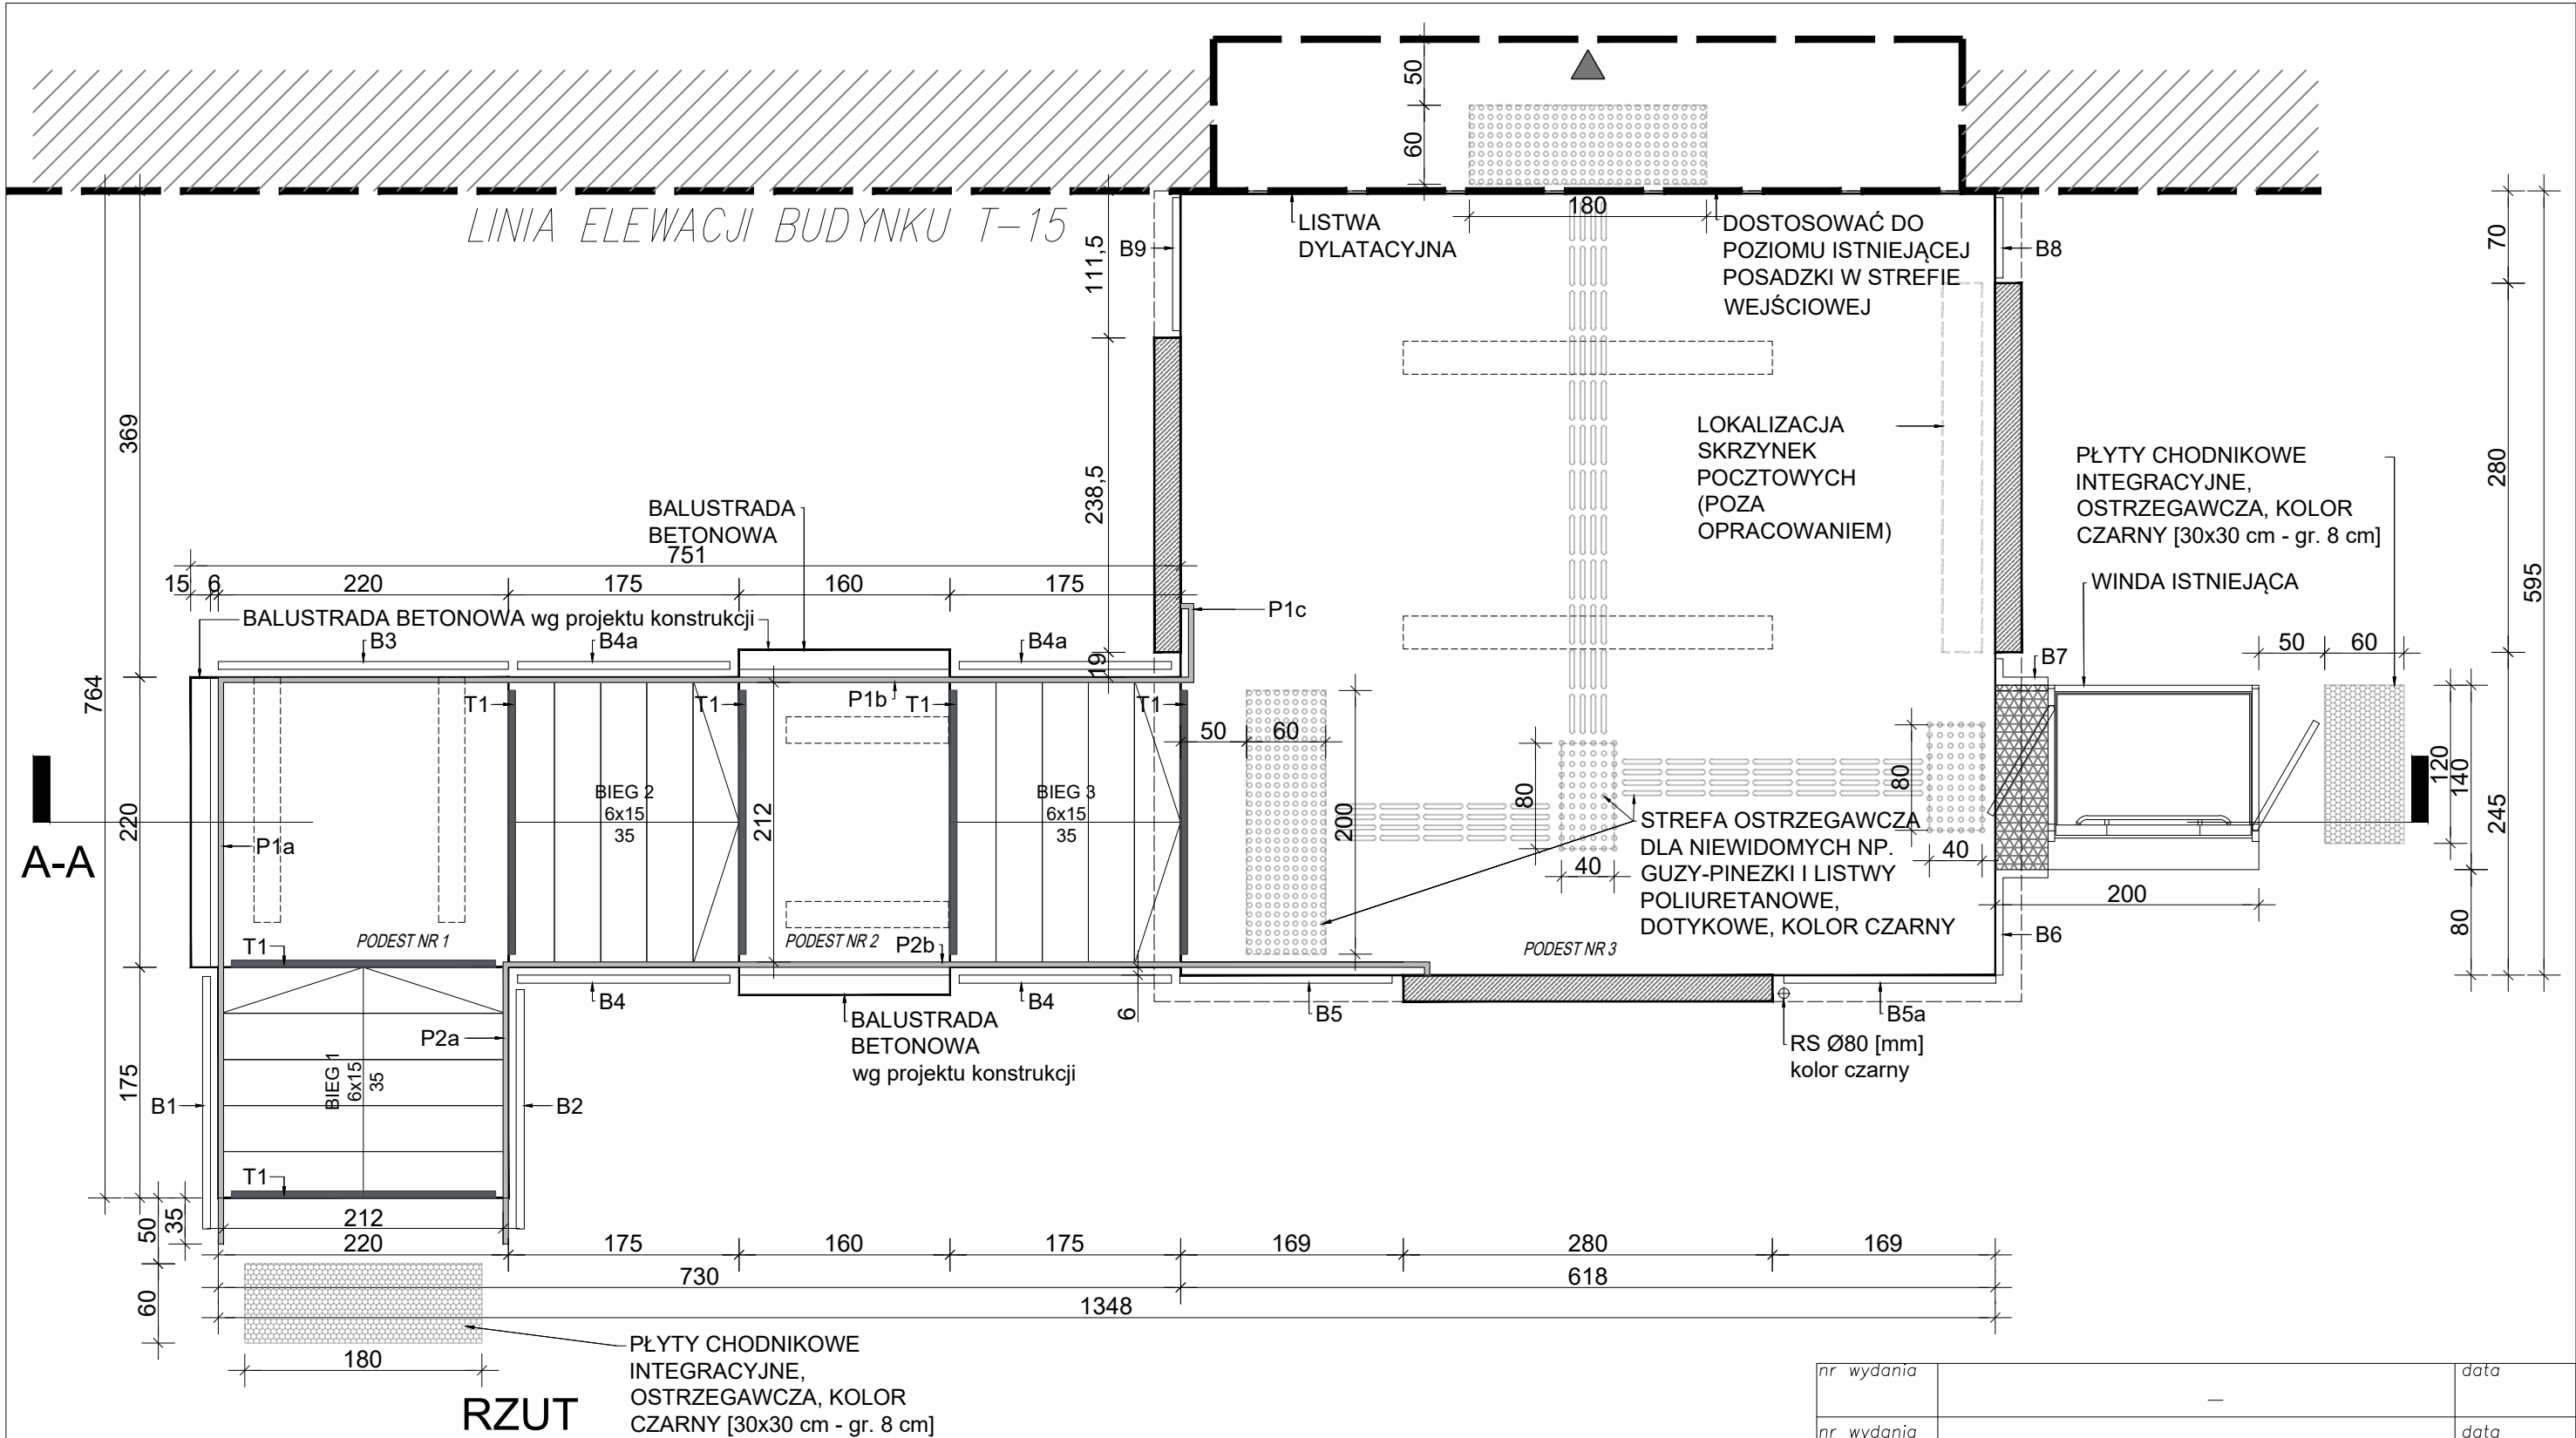 50
60
LINIA ELEWACJI BUDYNKU T-15
180
LISTWA
DYLATACYJNA
DOSTOSOWAĆ DO
POZIOMU ISTNIEJĄCEJ
POSADZKI W STREFIE
WEJŚCIOWEJ
B9
B8
111,5
70
369
238,5
280
595
764
LOKALIZACJA
SKRZYNEK
POCZTOWYCH
(POZA
OPRACOWANIEM)
PŁYTY CHODNIKOWE
INTEGRACYJNE,
OSTRZEGAWCZA, KOLOR
CZARNY [30x30 cm - gr. 8 cm]
WINDA ISTNIEJĄCA
BALUSTRADA
BETONOWA
751
15
6
220
175
160
175
BALUSTRADA BETONOWA wg projektu konstrukcji
B3
B4a
B4a
P1c
19
50
60
B7
T1
T1
P1b
T1
T1
50
60
BIEG 2
6x15
35
212
BIEG 3
6x15
35
200
80
40
80
40
120
140
245
220
A-A
P1a
STREFA OSTRZEGAWCZA
DLA NIEWIDOMYCH NP.
GUZY-PINEZKI I LISTWY
POLIURETANOWE,
DOTYKOWE, KOLOR CZARNY
200
80
B6
T1
PODEST NR 1
PODEST NR 2
P2b
PODEST NR 3
B4
B4
6
B5
B5a
BALUSTRADA
BETONOWA
wg projektu konstrukcji
RS Ø80 [mm]
kolor czarny
175
P2a
BIEG 1
6x15
35
B1
B2
T1
50
35
212
220
175
160
175
169
280
169
730
618
60
1348
180
PŁYTY CHODNIKOWE
INTEGRACYJNE,
OSTRZEGAWCZA, KOLOR
CZARNY [30x30 cm - gr. 8 cm]
RZUT
nr wydania
–
data
nr wydania
data